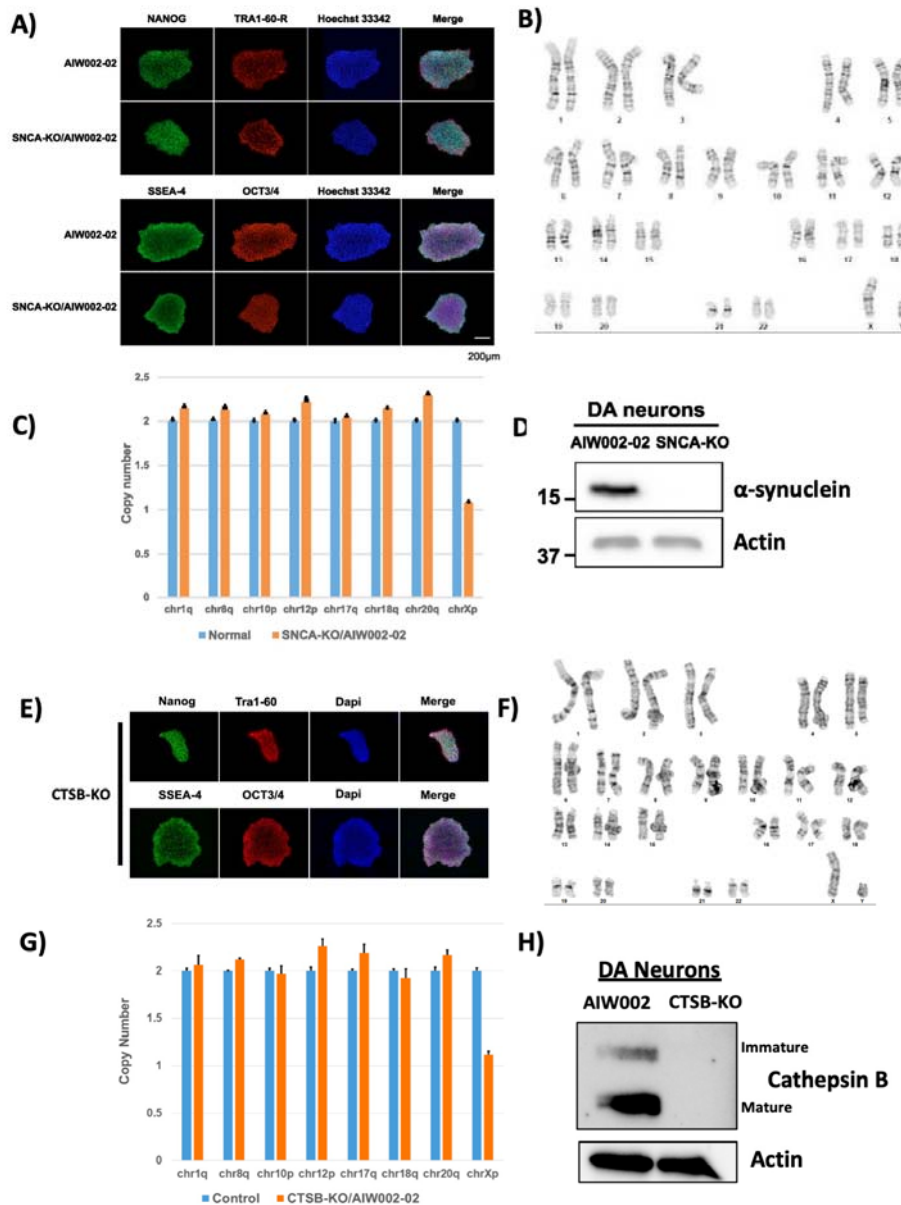 A)
NANOG TRA1-60-R Hoechst 33342 Merge
AIW002-02
SNCA-KO/AIW002-02
SSEA-4 OCT3/4 Hoechst 33342 Merge
AIW002-02
SNCA-KO/AIW002-02
200µm
B)
1 2 3 4 5
6 7 8 9 10 11 12
13 14 15 16 17 18
19 20 21 22 X
C)
Copy number
2.5
2
1.5
1
0.5
0
chr1q chr8q chr10p chr12p chr17q chr18q chr20q chrXp
Normal SNCA-KO/AIW002-02
D)
DA neurons
AIW002-02 SNCA-KO
15 α-synuclein
37 Actin
E)
Nanog Tra1-60 Dapi Merge
CTSB-KO
SSEA-4 OCT3/4 Dapi Merge
F)
1 2 3 4 5
6 7 8 9 10 11 12
13 14 15 16 17 18
19 20 21 22 X Y
G)
Copy Number
2.5
2
1.5
1
0.5
0
chr1q chr8q chr10p chr12p chr17q chr18q chr20q chrXp
Control CTSB-KO/AIW002-02
H)
DA Neurons
AIW002 CTSB-KO
Immature
Cathepsin B
Mature
Actin